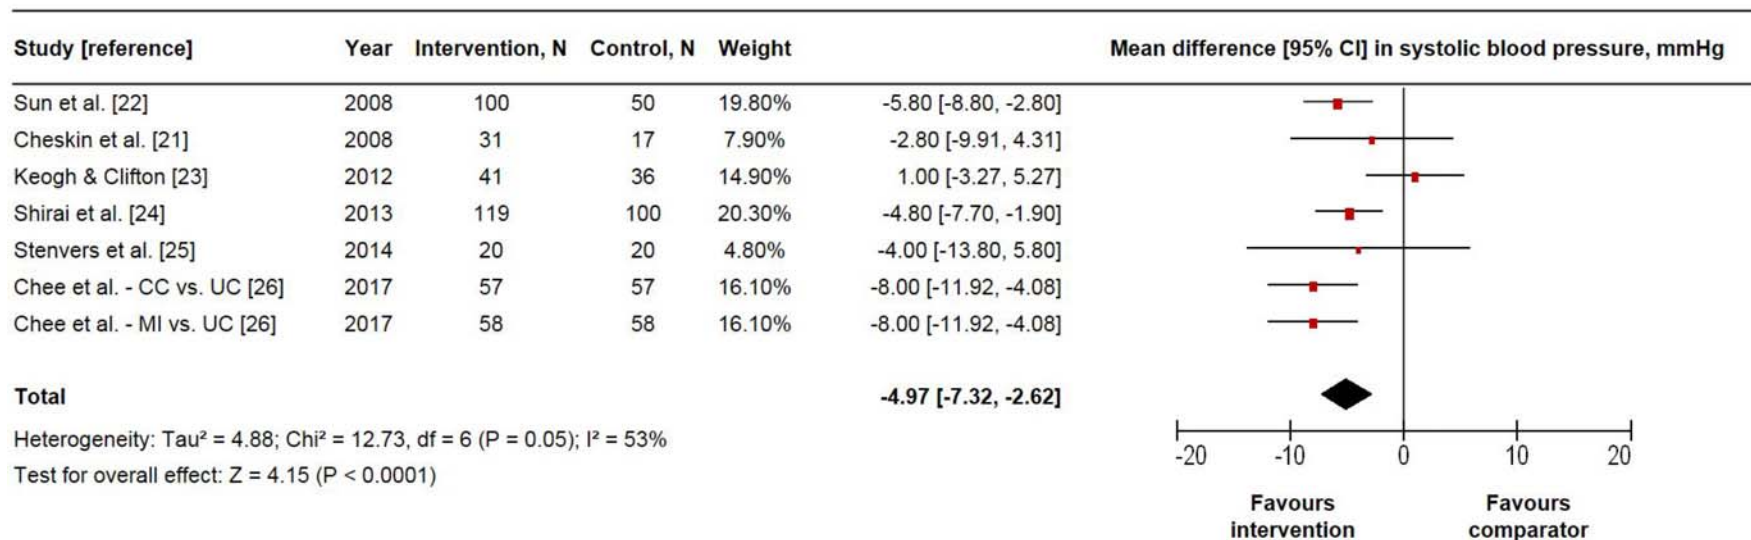 Study [reference] Year Intervention, N Control, N Weight Mean difference [95% CI] in systolic blood pressure, mmHg
Sun et al. [22] 2008 100 50 19.80% -5.80 [-8.80, -2.80]
Cheskin et al. [21] 2008 31 17 7.90% -2.80 [-9.91, 4.31]
Keogh & Clifton [23] 2012 41 36 14.90% 1.00 [-3.27, 5.27]
Shirai et al. [24] 2013 119 100 20.30% -4.80 [-7.70, -1.90]
Stenvers et al. [25] 2014 20 20 4.80% -4.00 [-13.80, 5.80]
Chee et al. - CC vs. UC [26] 2017 57 57 16.10% -8.00 [-11.92, -4.08]
Chee et al. - MI vs. UC [26] 2017 58 58 16.10% -8.00 [-11.92, -4.08]
Total -4.97 [-7.32, -2.62]
Heterogeneity: Tau² = 4.88; Chi² = 12.73, df = 6 (P = 0.05); I² = 53%
Test for overall effect: Z = 4.15 (P < 0.0001)
-20 -10 0 10 20
Favours intervention
Favours comparator